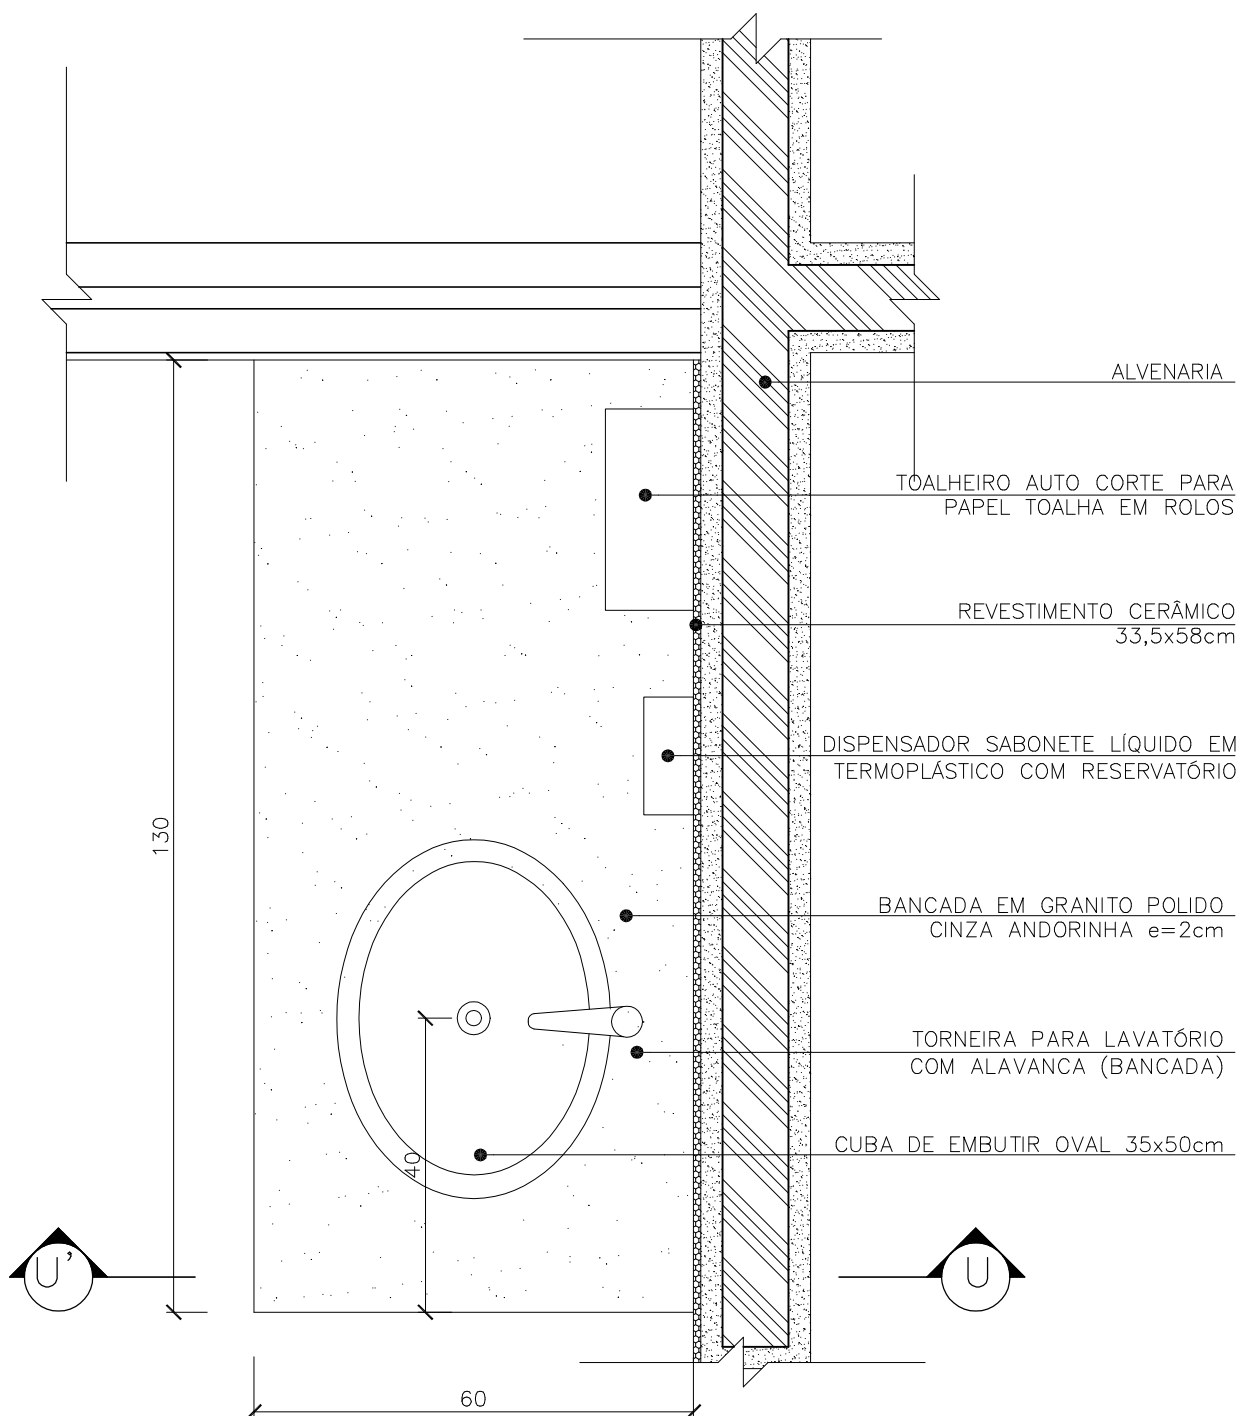 ALVENARIA
TOALHEIRO AUTO CORTE PARA
PAPEL TOALHA EM ROLOS
REVESTIMENTO CERÂMICO
33,5x58cm
DISPENSADOR SABONETE LÍQUIDO EM
TERMOPLÁSTICO COM RESERVATÓRIO
130
BANCADA EM GRANITO POLIDO
CINZA ANDORINHA e=2cm
TORNEIRA PARA LAVATÓRIO
COM ALAVANCA (BANCADA)
CUBA DE EMBUTIR OVAL 35x50cm
40
U'
U
60